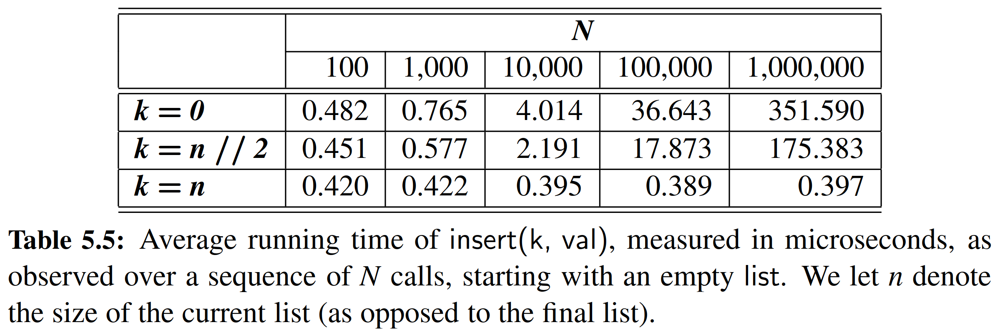 N
100 1,000 10,000 100,000 1,000,000
k = 0 0.482 0.765 4.014 36.643 351.590
k = n // 2 0.451 0.577 2.191 17.873 175.383
k = n 0.420 0.422 0.395 0.389 0.397
Table 5.5: Average running time of insert(k, val), measured in microseconds, as
observed over a sequence of N calls, starting with an empty list. We let n denote
the size of the current list (as opposed to the final list).